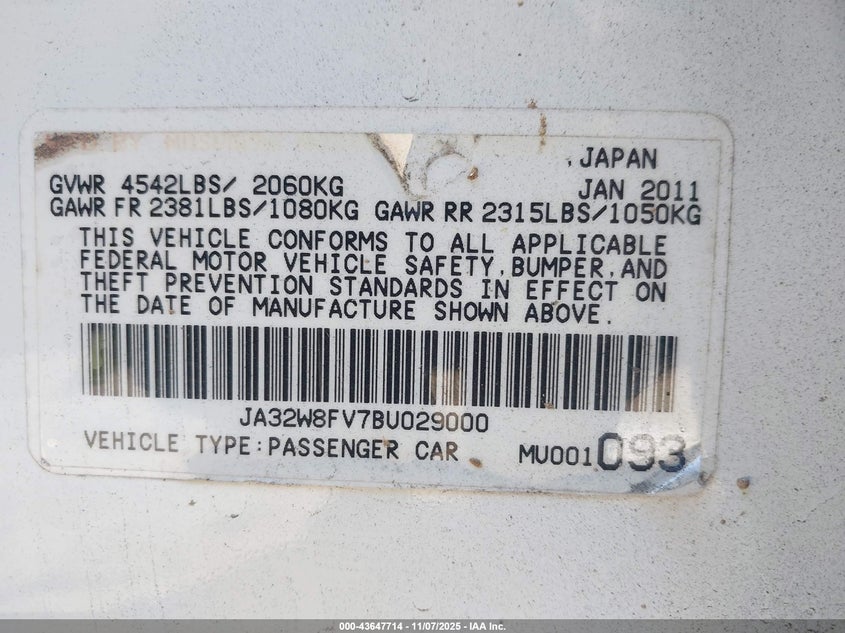 , JAPAN
GVWR 4542LBS/ 2060KG JAN 2011
GAWR FR 2381LBS/1080KG GAWR RR 2315LBS/1050KG
THIS VEHICLE CONFORMS TO ALL APPLICABLE
FEDERAL MOTOR VEHICLE SAFETY, BUMPER, AND
THEFT PREVENTION STANDARDS IN EFFECT ON
THE DATE OF MANUFACTURE SHOWN ABOVE.
JA32W8FV7BU029000
VEHICLE TYPE:PASSENGER CAR MU001093
000-43647714 - 11/07/2025 - IAA Inc.